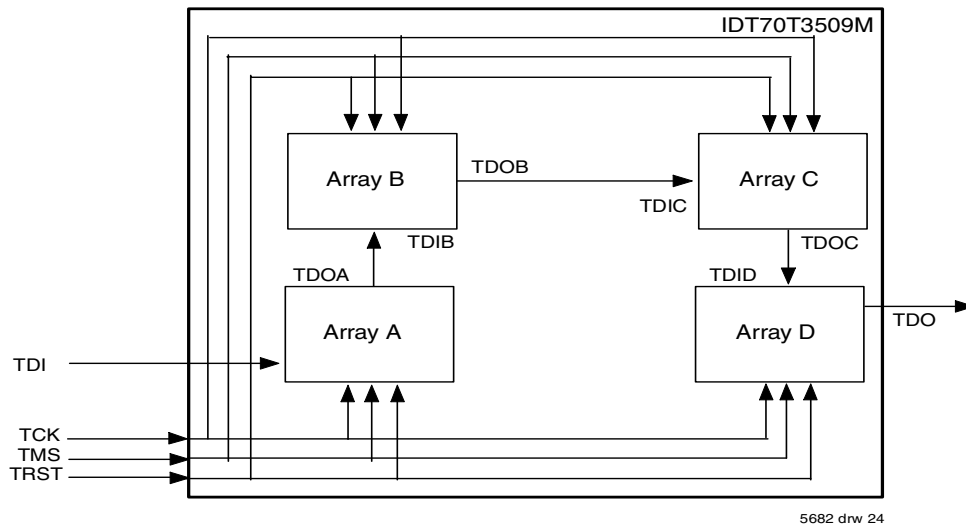 IDT70T3509M
Array B
TDOB
TDIC
Array C
TDIB
TDOC
TDOA
TDID
Array A
Array D
TDO
TDI
TCK
TMS
TRST
5682 drw 24